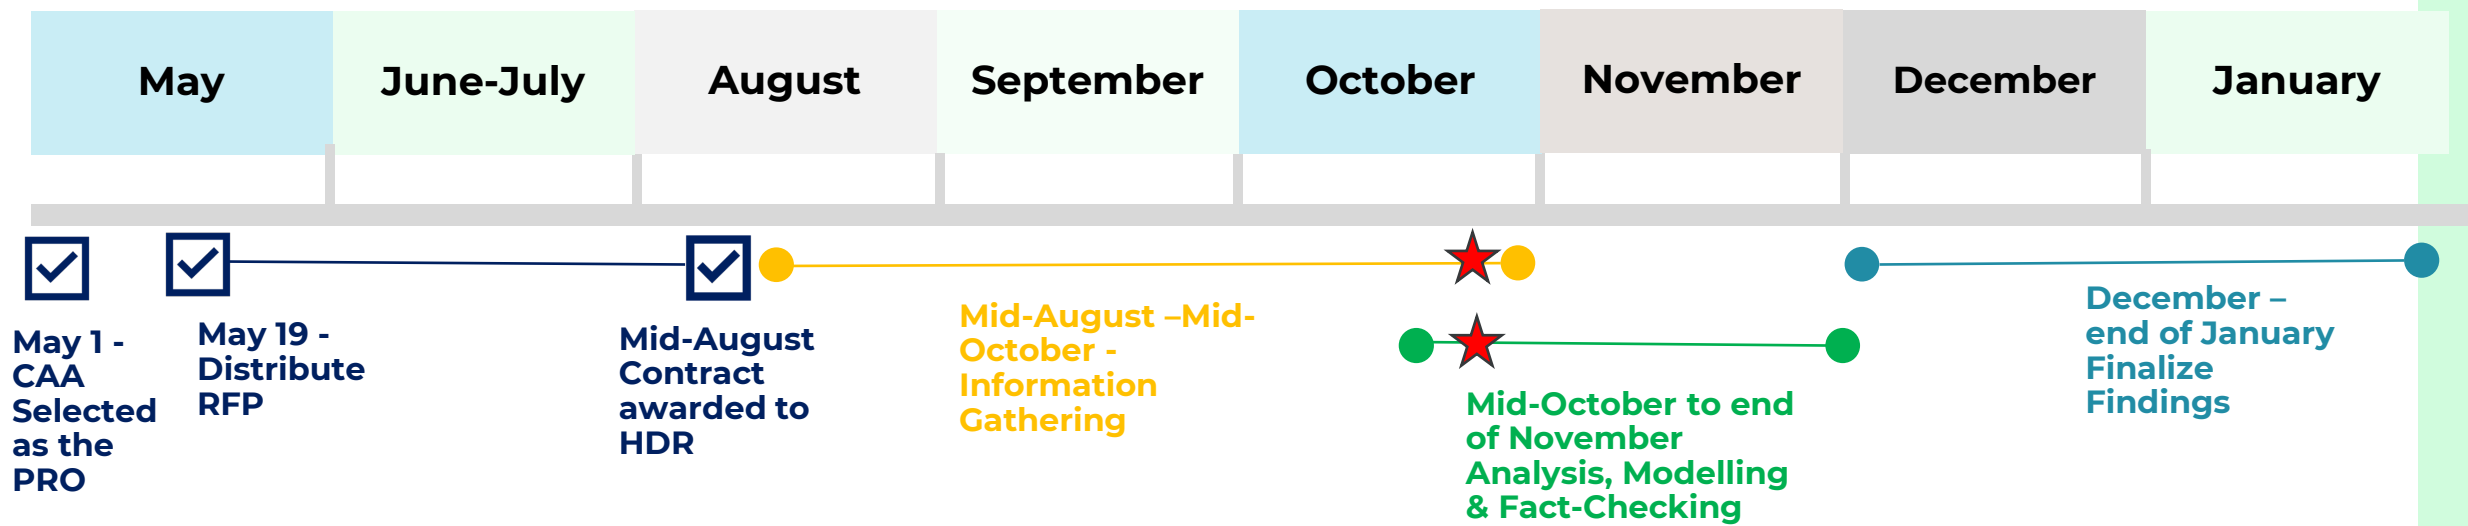 May
June-July
August
September
October
November
December
January
May 1 -
CAA
Selected
as the
PRO
May 19 -
Distribute
RFP
Mid-August
Contract
awarded to
HDR
Mid-August –Mid-
October -
Information
Gathering
Mid-October to end
of November
Analysis, Modelling
& Fact-Checking
December –
end of January
Finalize
Findings